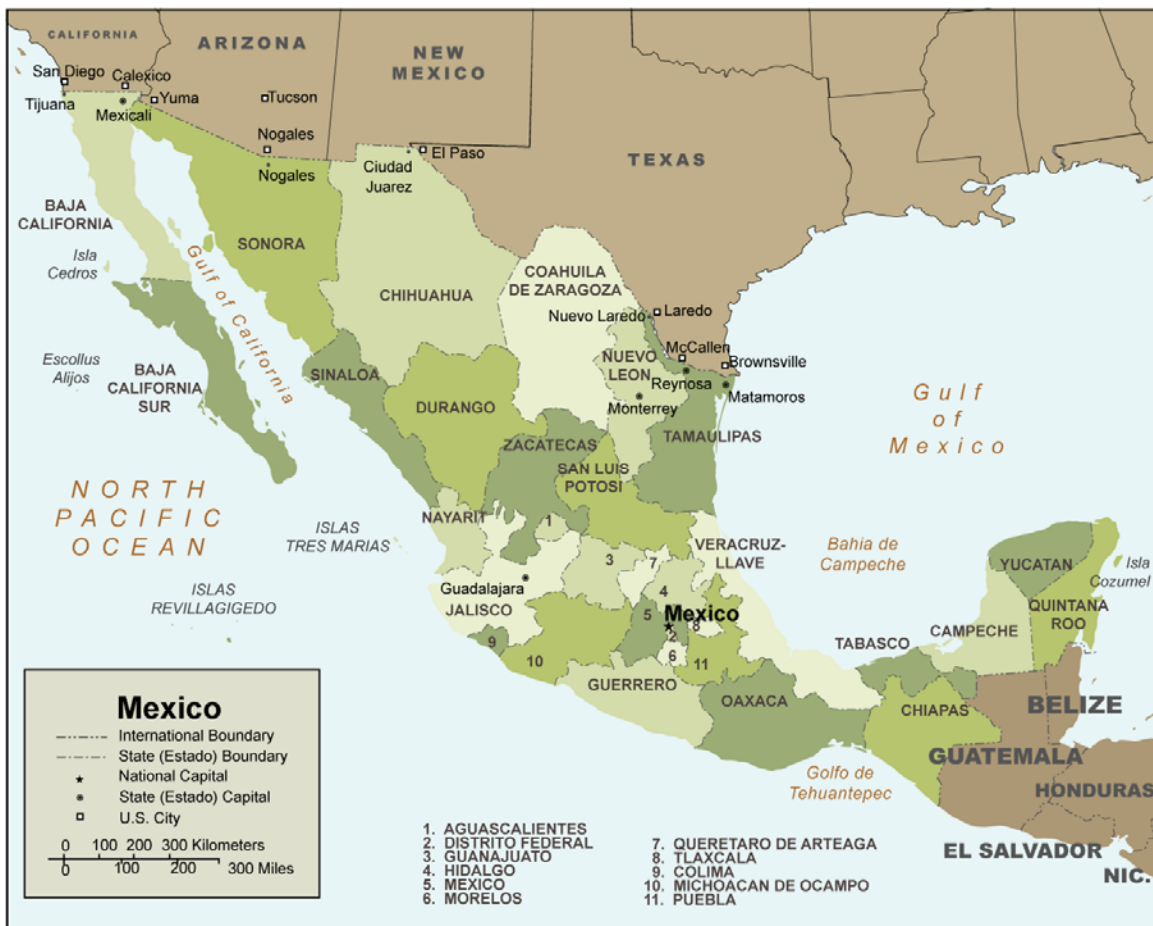 CALIFORNIA
ARIZONA
NEW
MEXICO
TEXAS
San Diego
Calexico
Yuma
Tucson
Tijuana
Mexicali
Nogales
Nogales
El Paso
Ciudad
Juarez
BAJA
CALIFORNIA
SONORA
Isla
Cedros
Gulf of California
CHIHUAHUA
COAHUILA
DE ZARAGOZA
Nuevo Laredo
Laredo
McCallen
Brownsville
NUEVO
LEON
Reynosa
Matamoros
Monterrey
Escollus
Alijos
BAJA
CALIFORNIA
SUR
SINALOA
DURANGO
ZACATECAS
TAMAULIPAS
SAN LUIS
POTOSI
Gulf
of
Mexico
NORTH
PACIFIC
OCEAN
ISLAS
TRES MARIAS
ISLAS
REVILLAGIGEDO
NAYARIT
1
3
7
4
VERACRUZ-
LLAVE
Bahia de
Campeche
YUCATAN
Isla
Cozumel
Guadalajara
JALISCO
5
Mexico
8
2
6
9
10
11
QUINTANA
ROO
CAMPECHE
TABASCO
GUERRERO
OAXACA
CHIAPAS
BELIZE
GUATEMALA
HONDURAS
Golfo de
Tehuantepec
EL SALVADOR
NIC.
Mexico
International Boundary
State (Estado) Boundary
National Capital
State (Estado) Capital
U.S. City
0 100 200 300 Kilometers
0 100 200 300 Miles
1. AGUASCALIENTES
2. DISTRITO FEDERAL
3. GUANAJUATO
4. HIDALGO
5. MEXICO
6. MORELOS
7. QUERETARO DE ARTEAGA
8. TLAXCALA
9. COLIMA
10. MICHOACAN DE OCAMPO
11. PUEBLA